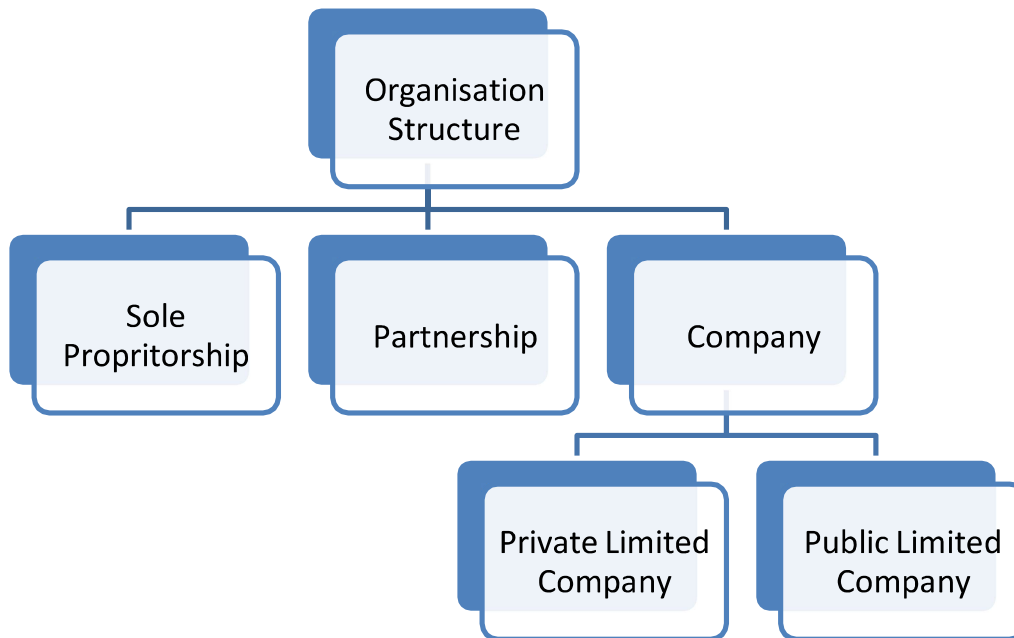 Organisation
Structure
Sole
Propritorship
Partnership
Company
Private Limited
Company
Public Limited
Company